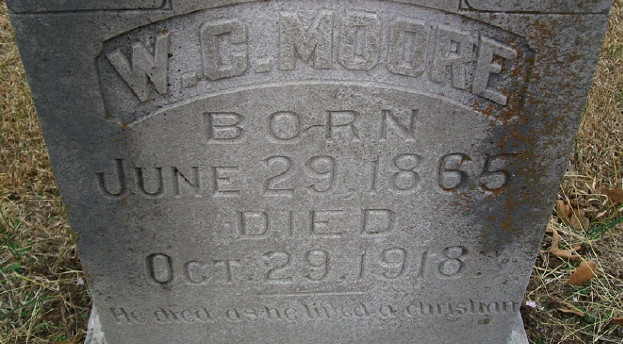 W.C. MOORE
BORN
JUNE 29, 1865
DIED
OCT. 29, 1918
He died as he lived a christian